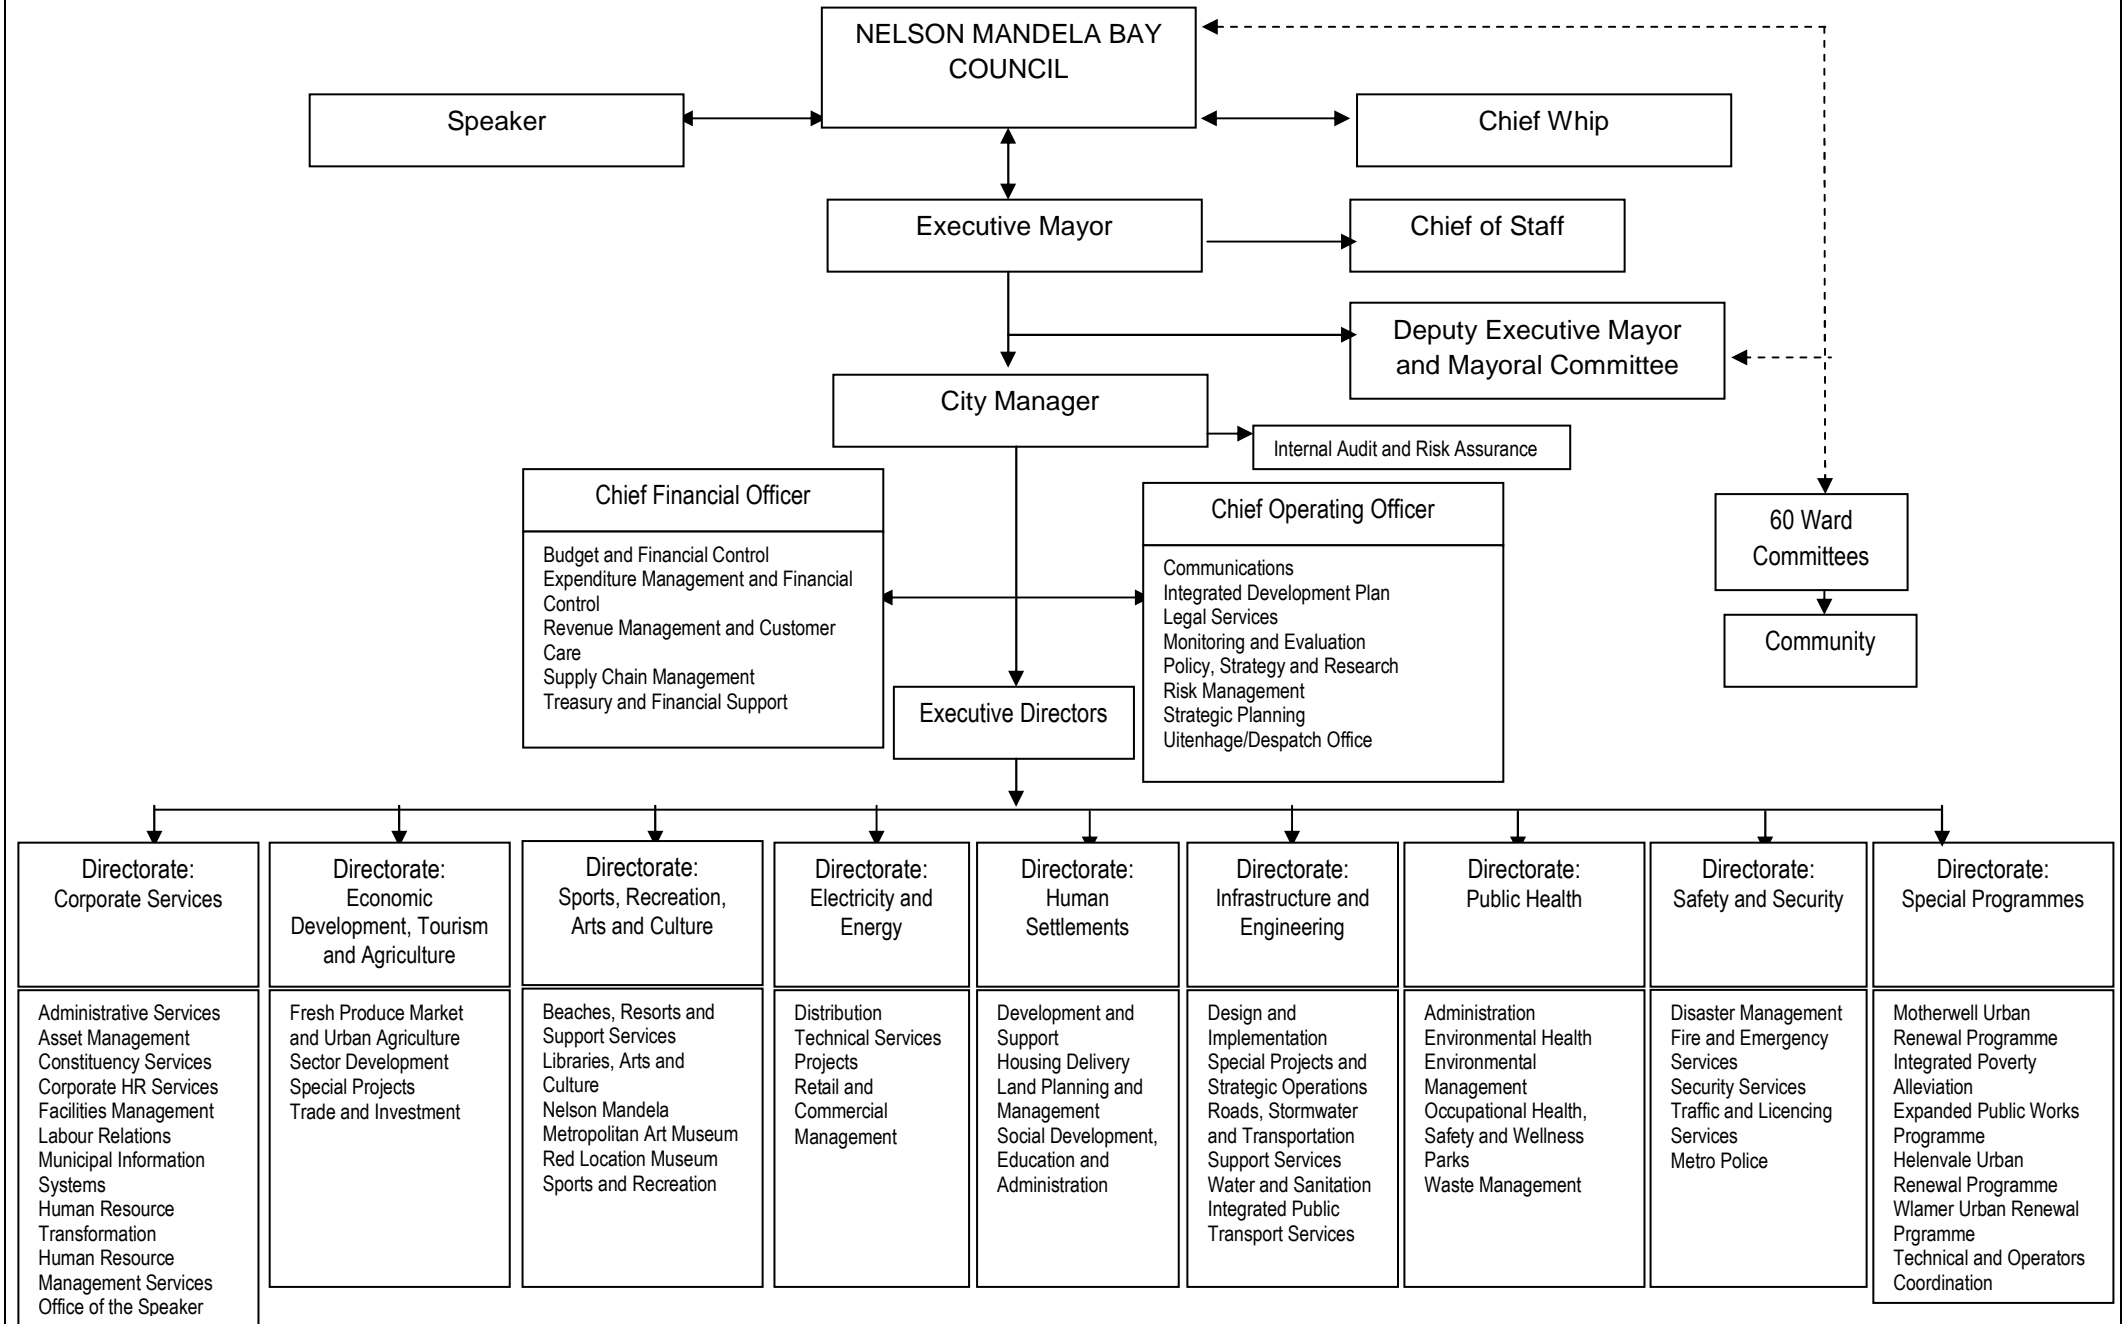 NELSON MANDELA BAY
COUNCIL
Speaker
Chief Whip
Executive Mayor
Chief of Staff
Deputy Executive Mayor
and Mayoral Committee
City Manager
Internal Audit and Risk Assurance
Chief Financial Officer
Budget and Financial Control
Expenditure Management and Financial
Control
Revenue Management and Customer
Care
Supply Chain Management
Treasury and Financial Support
Chief Operating Officer
Communications
Integrated Development Plan
Legal Services
Monitoring and Evaluation
Policy, Strategy and Research
Risk Management
Strategic Planning
Uitenhage/Despatch Office
60 Ward
Committees
Community
Executive Directors
Directorate:
Corporate Services
Administrative Services
Asset Management
Constituency Services
Corporate HR Services
Facilities Management
Labour Relations
Municipal Information
Systems
Human Resource
Transformation
Human Resource
Management Services
Office of the Speaker
Directorate:
Economic
Development, Tourism
and Agriculture
Fresh Produce Market
and Urban Agriculture
Sector Development
Special Projects
Trade and Investment
Directorate:
Sports, Recreation,
Arts and Culture
Beaches, Resorts and
Support Services
Libraries, Arts and
Culture
Nelson Mandela
Metropolitan Art Museum
Red Location Museum
Sports and Recreation
Directorate:
Electricity and
Energy
Distribution
Technical Services
Projects
Retail and
Commercial
Management
Directorate:
Human
Settlements
Development and
Support
Housing Delivery
Land Planning and
Management
Social Development,
Education and
Administration
Directorate:
Infrastructure and
Engineering
Design and
Implementation
Special Projects and
Strategic Operations
Roads, Stormwater
and Transportation
Support Services
Water and Sanitation
Integrated Public
Transport Services
Directorate:
Public Health
Administration
Environmental Health
Environmental
Management
Occupational Health,
Safety and Wellness
Parks
Waste Management
Directorate:
Safety and Security
Disaster Management
Fire and Emergency
Services
Security Services
Traffic and Licencing
Services
Metro Police
Directorate:
Special Programmes
Motherwell Urban
Renewal Programme
Integrated Poverty
Alleviation
Expanded Public Works
Programme
Helenvale Urban
Renewal Programme
Wlamer Urban Renewal
Prgramme
Technical and Operators
Coordination